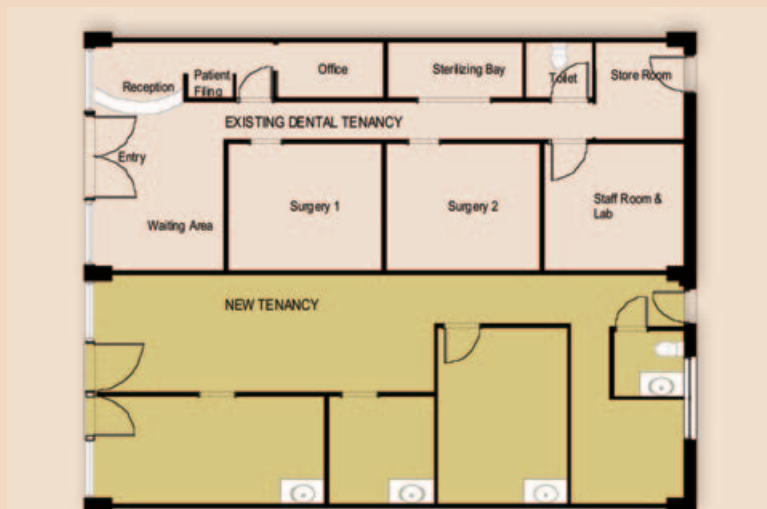 Reception
Patient
Filing
Office
Sterilizing Bay
Toilet
Store Room
EXISTING DENTAL TENANCY
Entry
Waiting Area
Surgery 1
Surgery 2
Staff Room &
Lab
NEW TENANCY